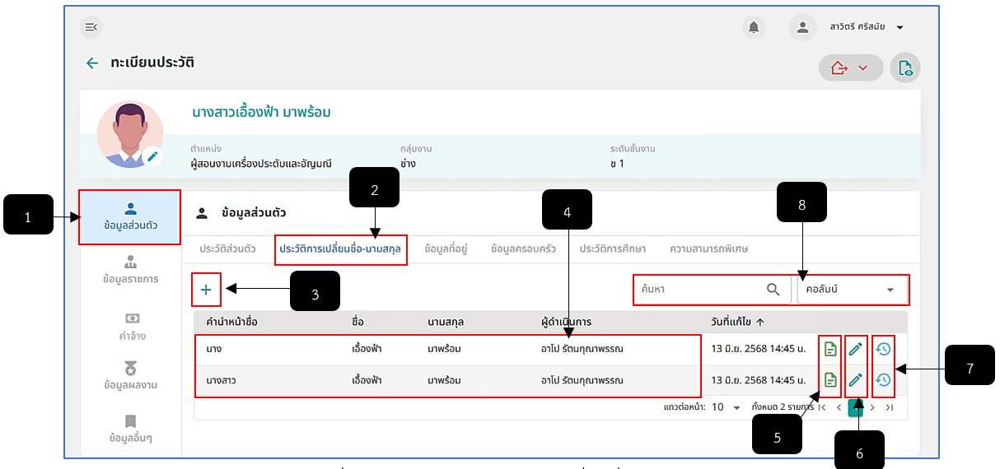 สาวิตรี ศรีสมัย
ทะเบียนประวัติ
นางสาวเอื้องฟ้า มาพร้อม
ตำแหน่ง กลุ่มงาน ระดับชั้นงาน
ผู้สอนงานเครื่องประดับและอัญมณี ช่าง ช 1
2
8
1
ข้อมูลส่วนตัว
ข้อมูลส่วนตัว
4
ประวัติส่วนตัว ประวัติการเปลี่ยนชื่อ-นามสกุล ข้อมูลที่อยู่ ข้อมูลครอบครัว ประวัติการศึกษา ความสามารถพิเศษ
ข้อมูลราชการ
3
ค้นหา คอลัมน์
คำนำหน้าชื่อ ชื่อ นามสกุล ผู้ดำเนินการ วันที่แก้ไข
ค่าจ้าง
นาง เอื้องฟ้า มาพร้อม อาโป รัตนกุณาพรรณ 13 มิ.ย. 2568 14:45 น.
7
ข้อมูลผลงาน
นางสาว เอื้องฟ้า มาพร้อม อาโป รัตนกุณาพรรณ 13 มิ.ย. 2568 14:45 น.
แถวต่อหน้า: 10 ทั้งหมด 2 รายการ
ข้อมูลอื่นๆ
5
6